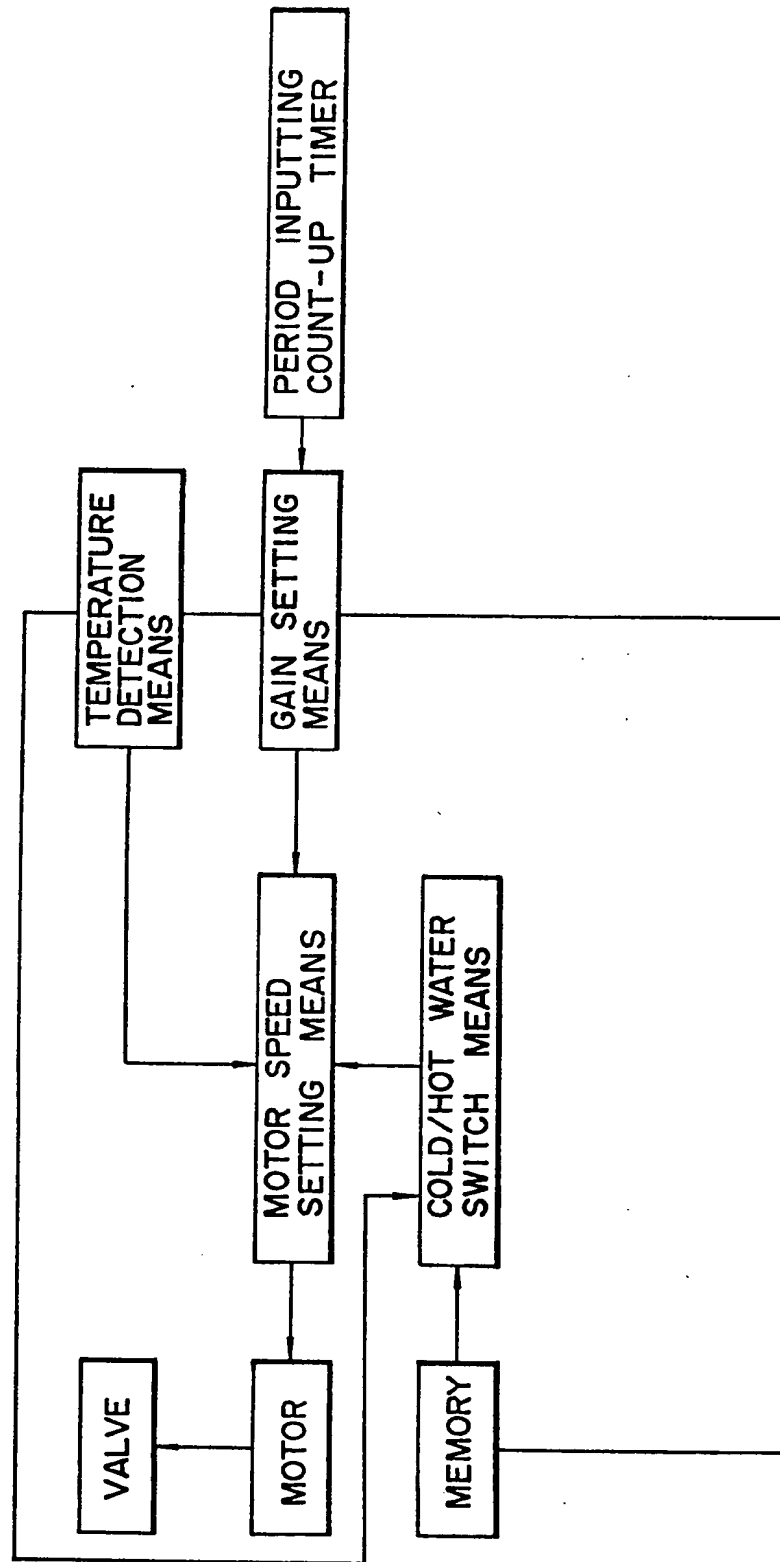 VALVE
MOTOR
MEMORY
MOTOR SPEED
SETTING MEANS
COLD/HOT WATER
SWITCH MEANS
TEMPERATURE
DETECTION
MEANS
GAIN SETTING
MEANS
PERIOD INPUTTING
COUNT-UP TIMER